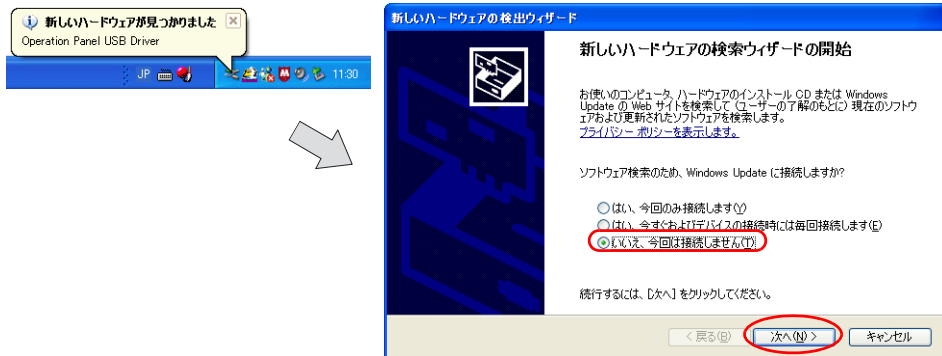 新しいハードウェアが見つかりました
Operation Panel USB Driver
JP
11:30
新しいハードウェアの検出ウィザード
新しいハードウェアの検索ウィザードの開始
お使いのコンピュータ、ハードウェアのインストール CD または Windows
Update の Web サイトを検索して (ユーザーの了解のもとに) 現在のソフトウ
ェアおよび更新されたソフトウェアを検索します。
プライバシー ポリシーを表示します。
ソフトウェア検索のため、Windows Update に接続しますか?
はい、今回のみ接続します(Y)
はい、今すぐおよびデバイスの接続時には毎回接続します(E)
いいえ、今回は接続しません(T)
続行するには、[次へ] をクリックしてください。
< 戻る(B)
次へ(N) >
キャンセル